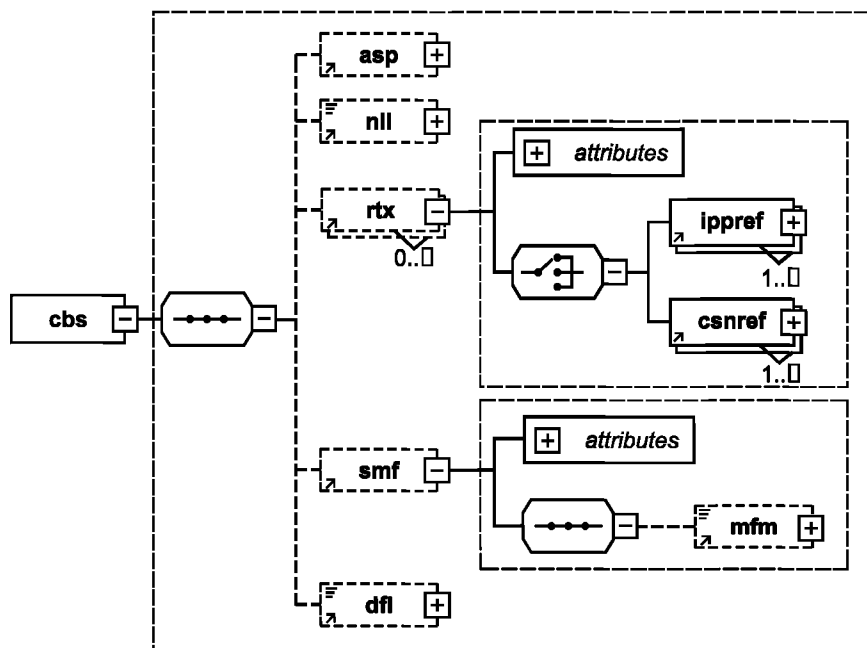 asp
nll
attributes
rtx
ippref
0..▯
1..▯
cbs
csnref
1..▯
attributes
smf
mfm
dfl